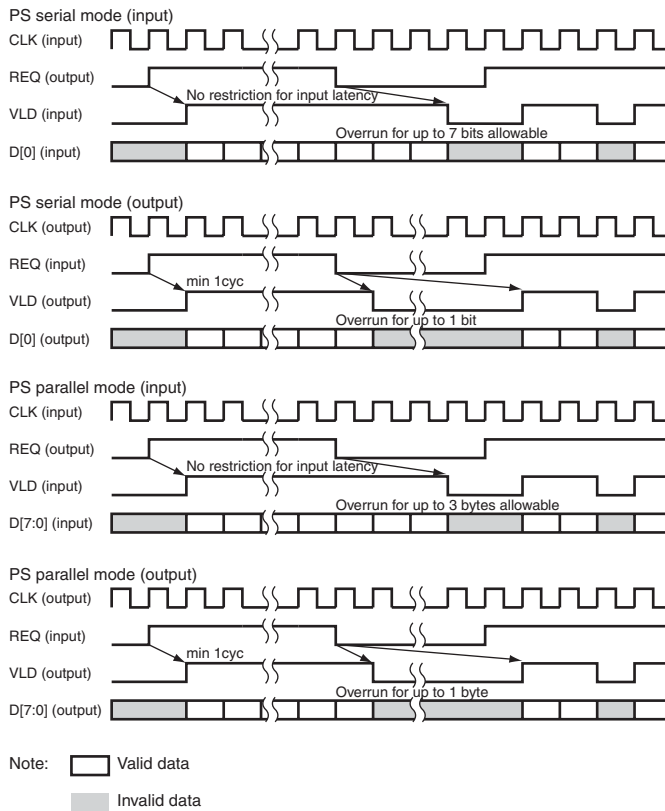 PS serial mode (input)
CLK (input)
REQ (output)
No restriction for input latency
VLD (input)
Overrun for up to 7 bits allowable
D[0] (input)
PS serial mode (output)
CLK (output)
REQ (input)
min 1cyc
VLD (output)
Overrun for up to 1 bit
D[0] (output)
PS parallel mode (input)
CLK (input)
REQ (output)
No restriction for input latency
VLD (input)
Overrun for up to 3 bytes allowable
D[7:0] (input)
PS parallel mode (output)
CLK (output)
REQ (input)
min 1cyc
VLD (output)
Overrun for up to 1 byte
D[7:0] (output)
Note: Valid data
Invalid data